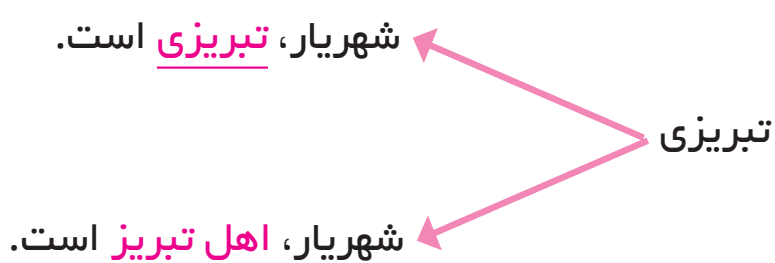 شهریار، تبریزی است.
تبریزی
شهریار، اهل تبریز است.